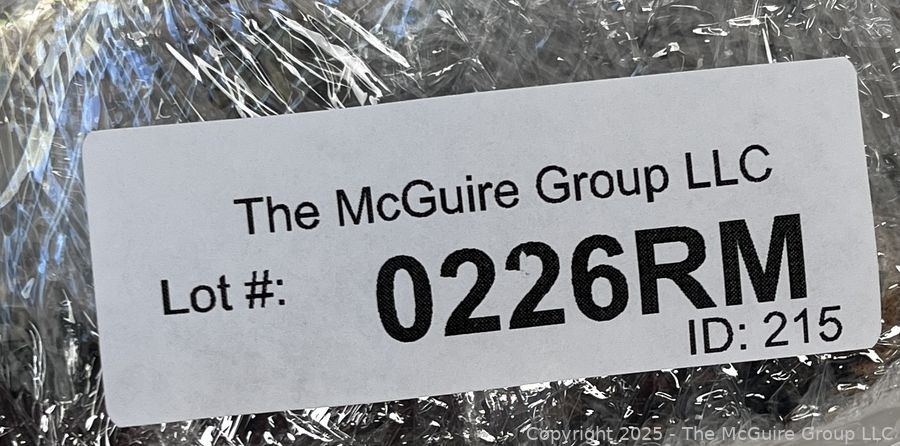 The McGuire Group LLC
Lot #: 0226RM
ID: 215
Copyright 2025 - The McGuire Group LLC